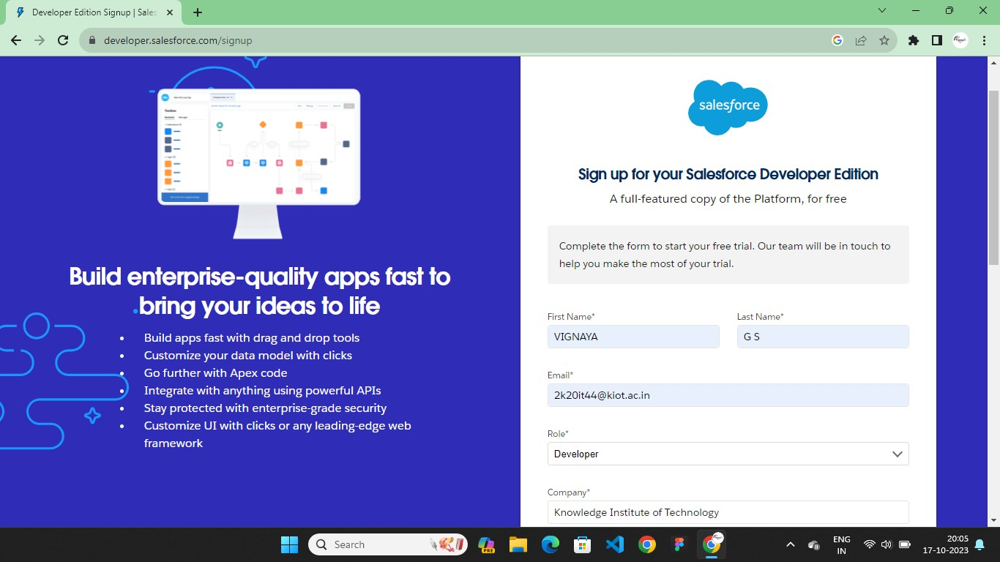 Developer Edition Signup | Sales
developer.salesforce.com/signup
salesforce
Sign up for your Salesforce Developer Edition
A full-featured copy of the Platform, for free
Complete the form to start your free trial. Our team will be in touch to
help you make the most of your trial.
Build enterprise-quality apps fast to
bring your ideas to life
• Build apps fast with drag and drop tools
• Customize your data model with clicks
• Go further with Apex code
• Integrate with anything using powerful APIs
• Stay protected with enterprise-grade security
• Customize UI with clicks or any leading-edge web
framework
First Name* Last Name*
VIGNAYA G S
Email*
2k20it44@kiot.ac.in
Role*
Developer
Company*
Knowledge Institute of Technology
Search
PRE
ENG
IN
20:05
17-10-2023